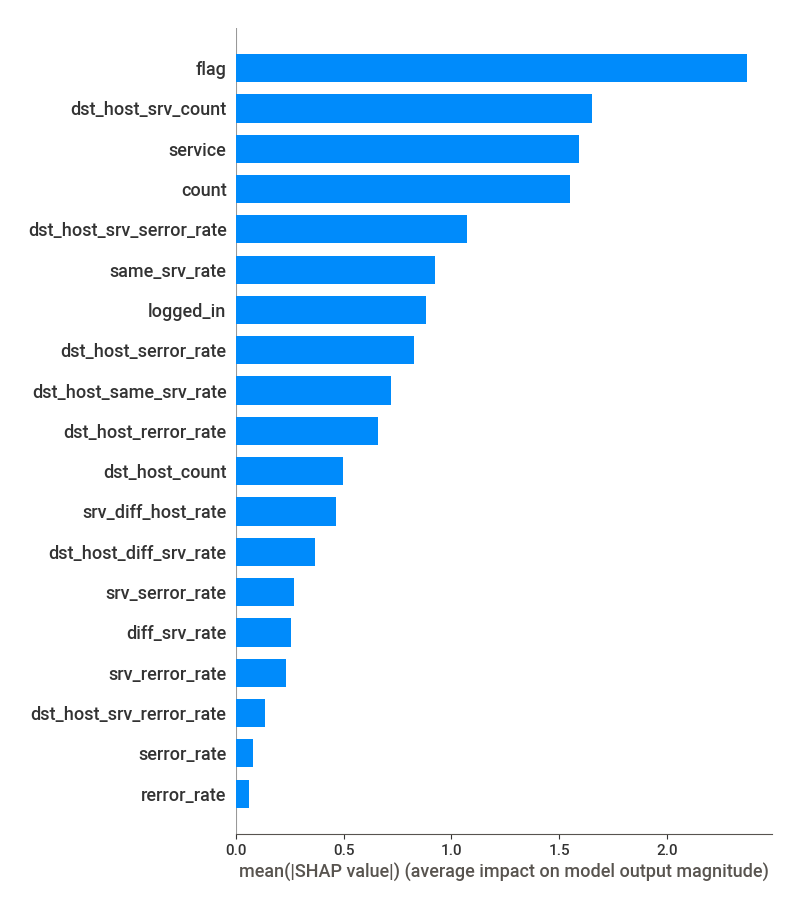 flag
dst_host_srv_count
service
count
dst_host_srv_serror_rate
same_srv_rate
logged_in
dst_host_serror_rate
dst_host_same_srv_rate
dst_host_rerror_rate
dst_host_count
srv_diff_host_rate
dst_host_diff_srv_rate
srv_serror_rate
diff_srv_rate
srv_rerror_rate
dst_host_srv_rerror_rate
serror_rate
rerror_rate
0.0 0.5 1.0 1.5 2.0
mean(|SHAP value|) (average impact on model output magnitude)